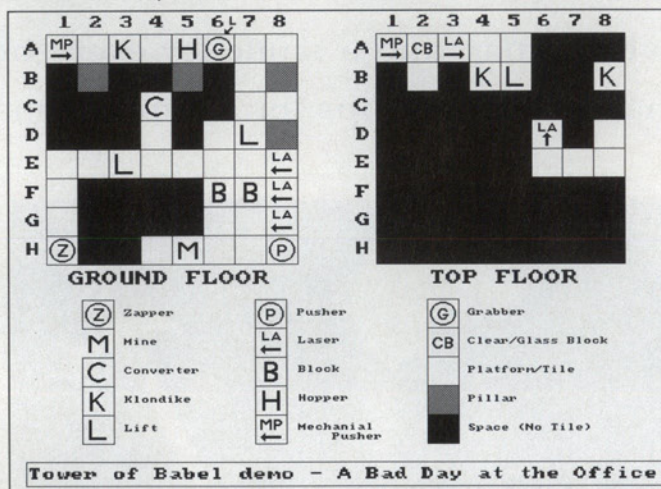 1 2 3 4 5 6 L 7 8 1 2 3 4 5 6 7 8
A MP K H G A MP CB LA
B B K L K
C C C
D L D LA
E L LA E
F B B LA F
G LA G
H Z M P H
GROUND FLOOR TOP FLOOR
Z Zapper P Pusher G Grabber
M Mine LA Laser CB Clear/Glass Block
C Converter B Block Platform/Tile
K Klondike H Hopper Pillar
L Lift MP Mechanial Pusher Space (No Tile)
Tower of Babel demo - A Bad Day at the Office